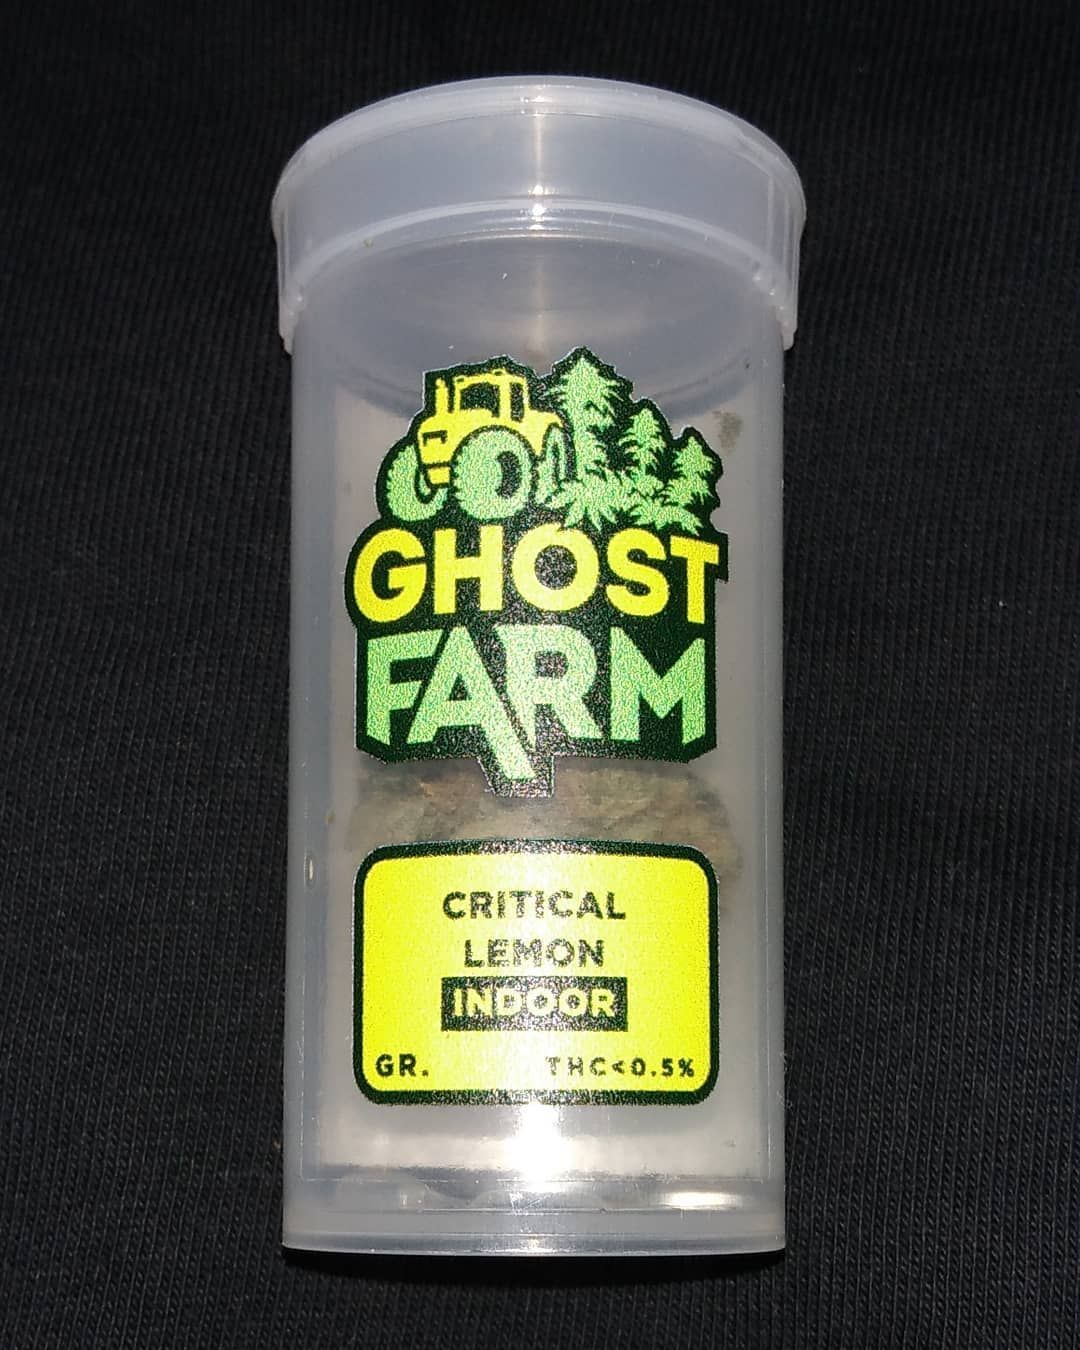 GHOST
FARM
CRITICAL
LEMON
INDOOR
GR. THC<0.5%